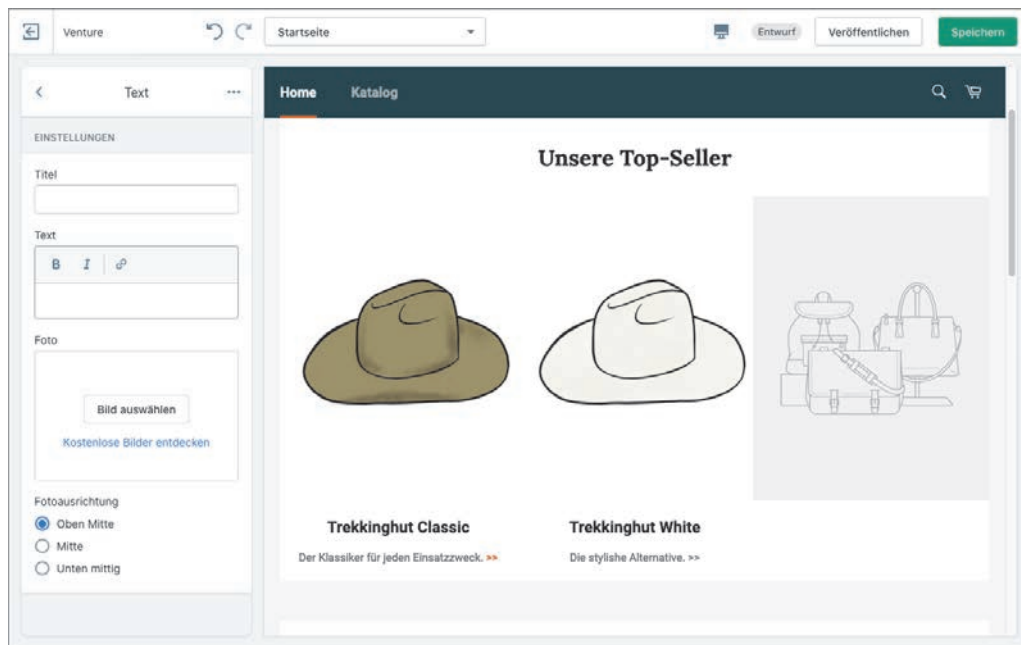 Venture
Startseite
Entwurf
Veröffentlichen
Speichern
Text
EINSTELLUNGEN
Titel
Text
B I
Foto
Bild auswählen
Kostenlose Bilder entdecken
Fotoausrichtung
Oben Mitte
Mitte
Unten mittig
Home Katalog
Unsere Top-Seller
Trekkinghut Classic
Der Klassiker für jeden Einsatzzweck. >>
Trekkinghut White
Die stylishe Alternative. >>